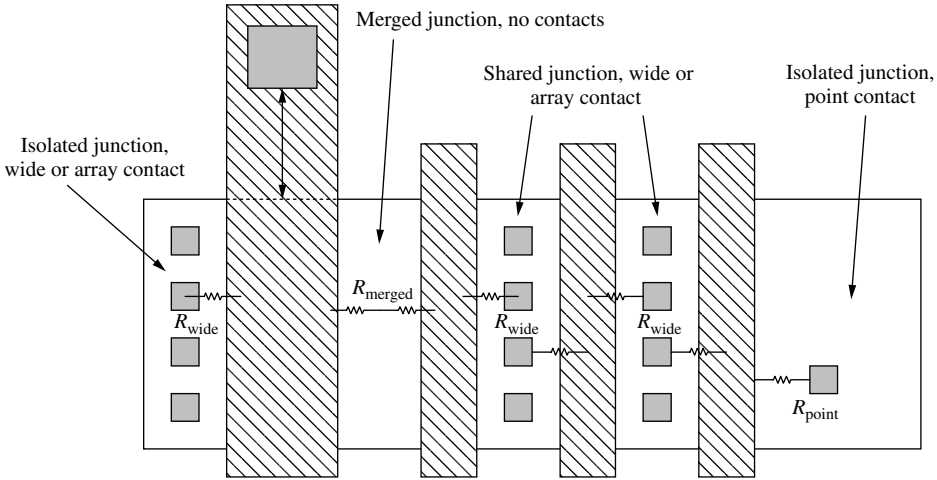 Merged junction, no contacts
Shared junction, wide or
array contact
Isolated junction,
point contact
Isolated junction,
wide or array contact
R_merged
R_wide
R_wide
R_wide
R_point